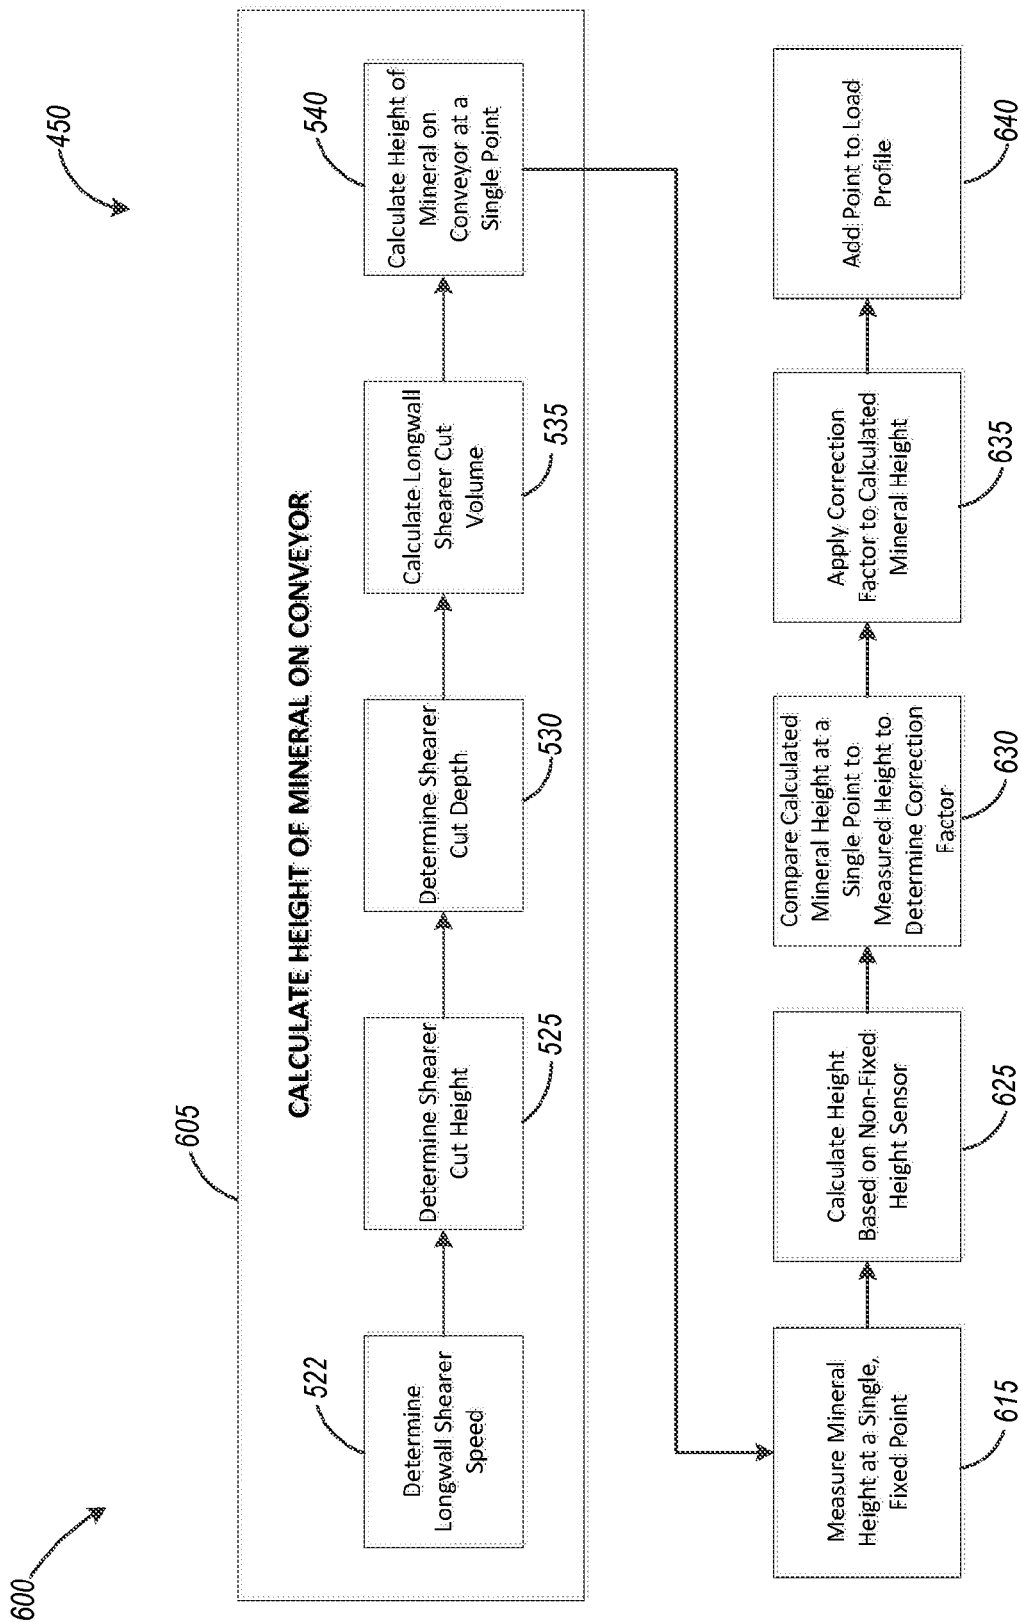 600
450
605
CALCULATE HEIGHT OF MINERAL ON CONVEYOR
522
Determine
Longwall Shearer
Speed
Determine Shearer
Cut Height
525
Determine Shearer
Cut Depth
530
Calculate Longwall
Shearer Cut
Volume
535
540
Calculate Height of
Mineral on
Conveyor at a
Single Point
Measure Mineral
Height at a Single,
Fixed Point
615
Calculate Height
Based on Non-Fixed
Height Sensor
625
Compare Calculated
Mineral Height at a
Single Point to
Measured Height to
Determine Correction
Factor
630
Apply Correction
Factor to Calculated
Mineral Height
635
Add Point to Load
Profile
640